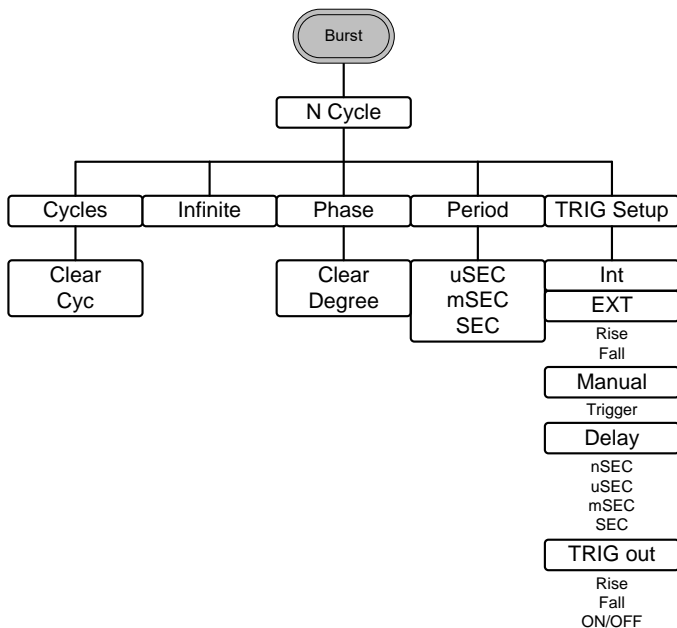 Burst
N Cycle
Cycles Infinite Phase Period TRIG Setup
Clear
Cyc
Clear
Degree
uSEC
mSEC
SEC
Int
EXT
Rise
Fall
Manual
Trigger
Delay
nSEC
uSEC
mSEC
SEC
TRIG out
Rise
Fall
ON/OFF